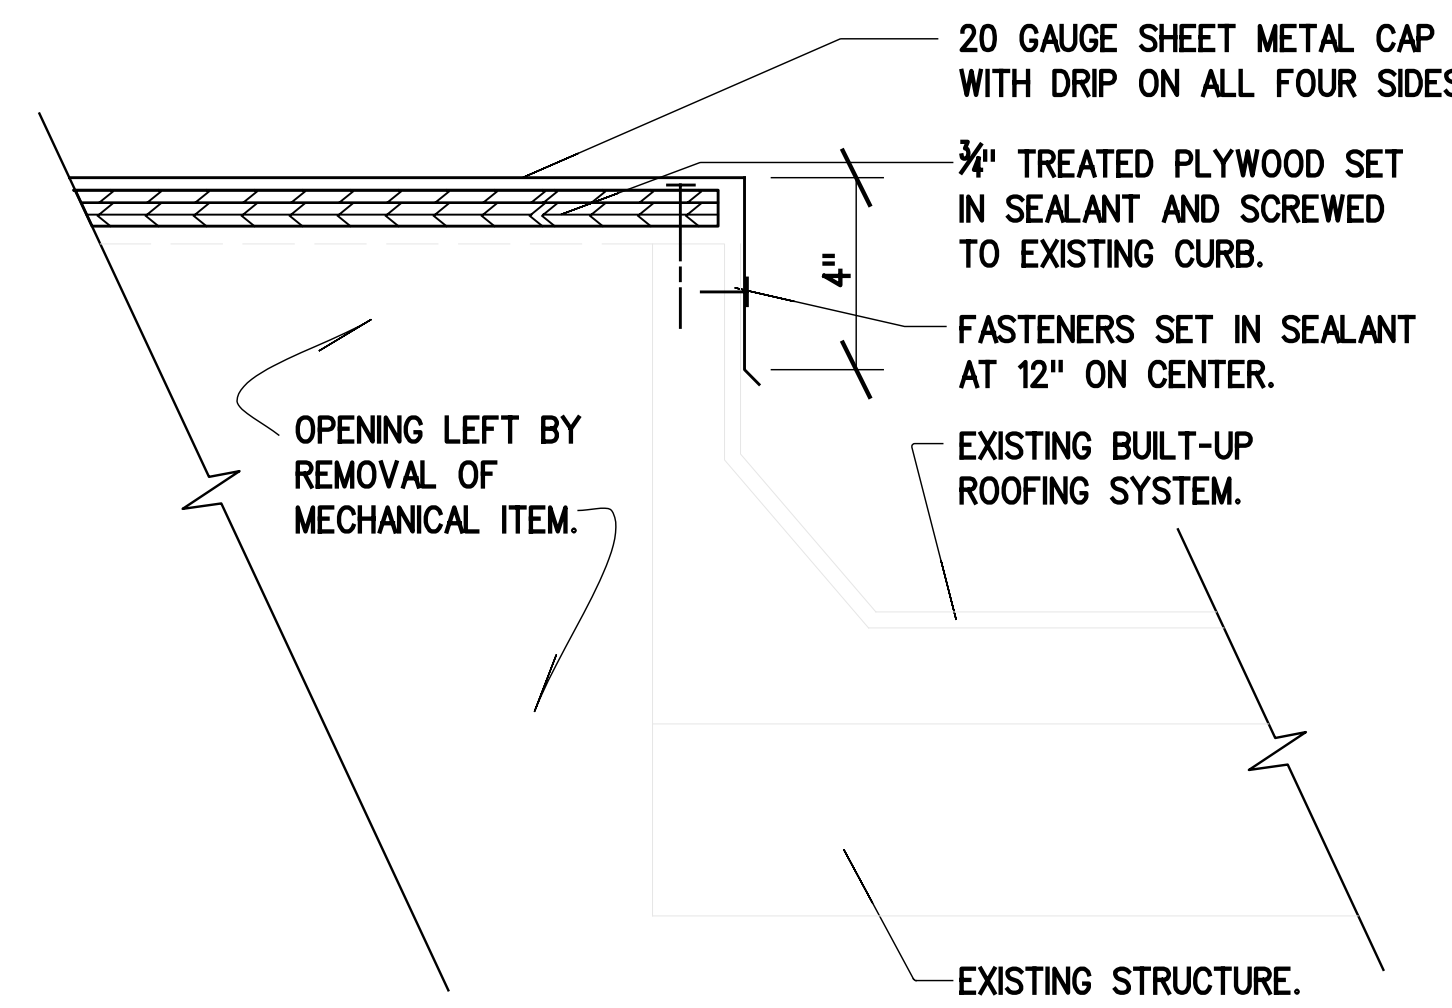 20 GAUGE SHEET METAL CAP
WITH DRIP ON ALL FOUR SIDES
¾" TREATED PLYWOOD SET
IN SEALANT AND SCREWED
TO EXISTING CURB.
4"
FASTENERS SET IN SEALANT
AT 12" ON CENTER.
OPENING LEFT BY
REMOVAL OF
MECHANICAL ITEM.
EXISTING BUILT-UP
ROOFING SYSTEM.
EXISTING STRUCTURE.